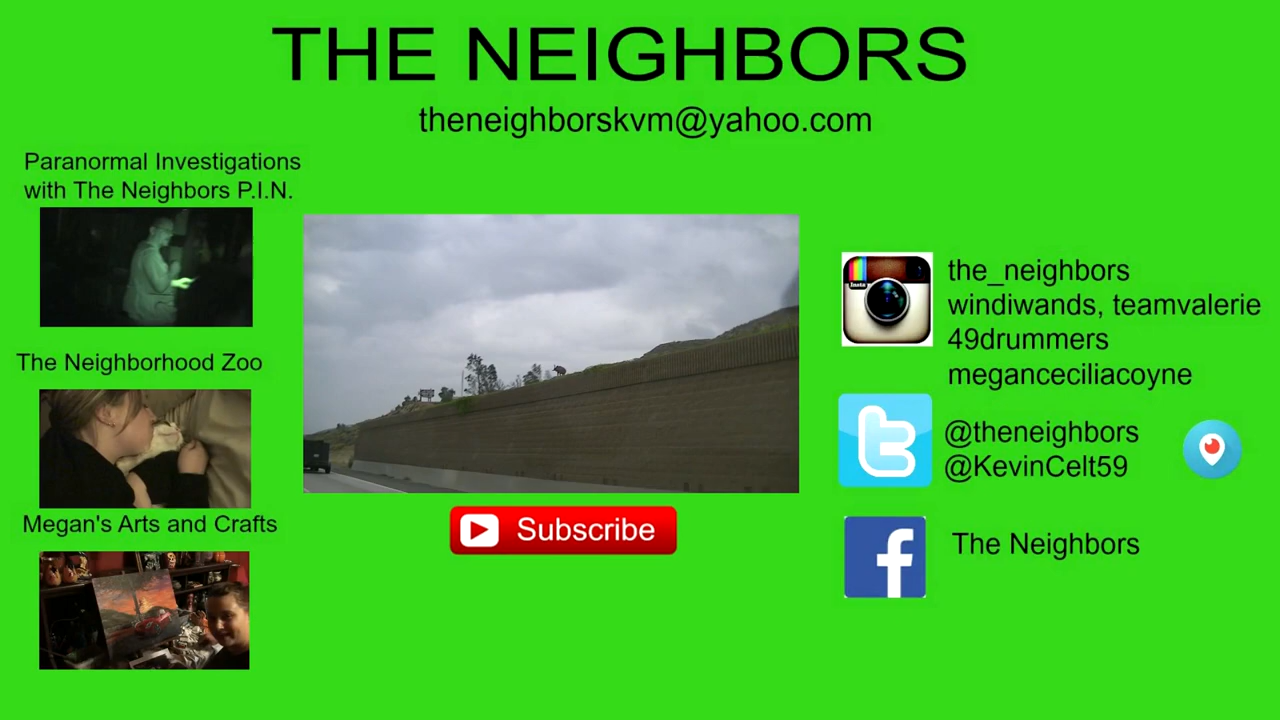 THE NEIGHBORS
theneighborskvm@yahoo.com
Paranormal Investigations
with The Neighbors P.I.N.
The Neighborhood Zoo
Megan's Arts and Crafts
Subscribe
Insta
the_neighbors
windiwands, teamvalerie
49drummers
meganceciliacoyne
@theneighbors
@KevinCelt59
The Neighbors